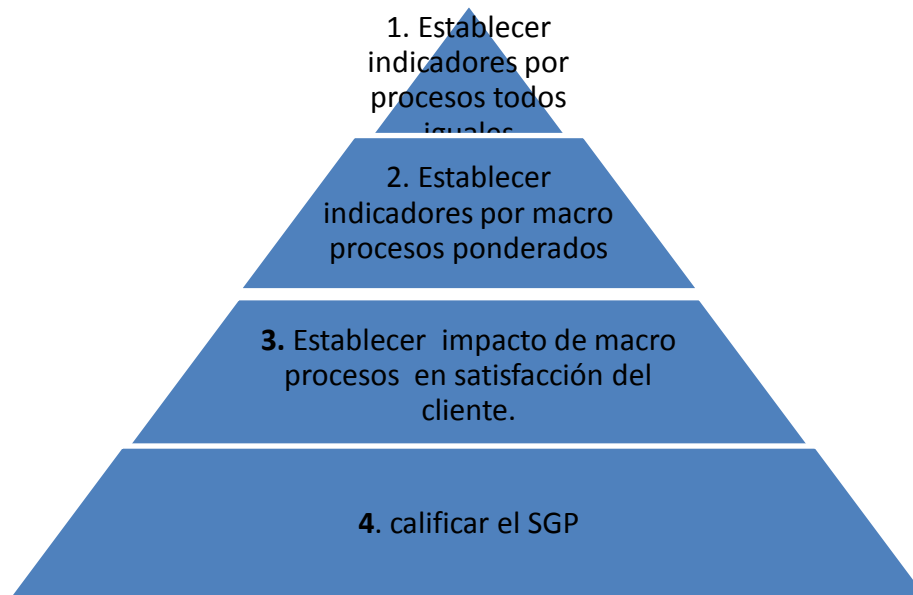 1. Establecer
indicadores por
procesos todos
iguales
2. Establecer
indicadores por macro
procesos ponderados
3. Establecer impacto de macro
procesos en satisfacción del
cliente.
4. calificar el SGP